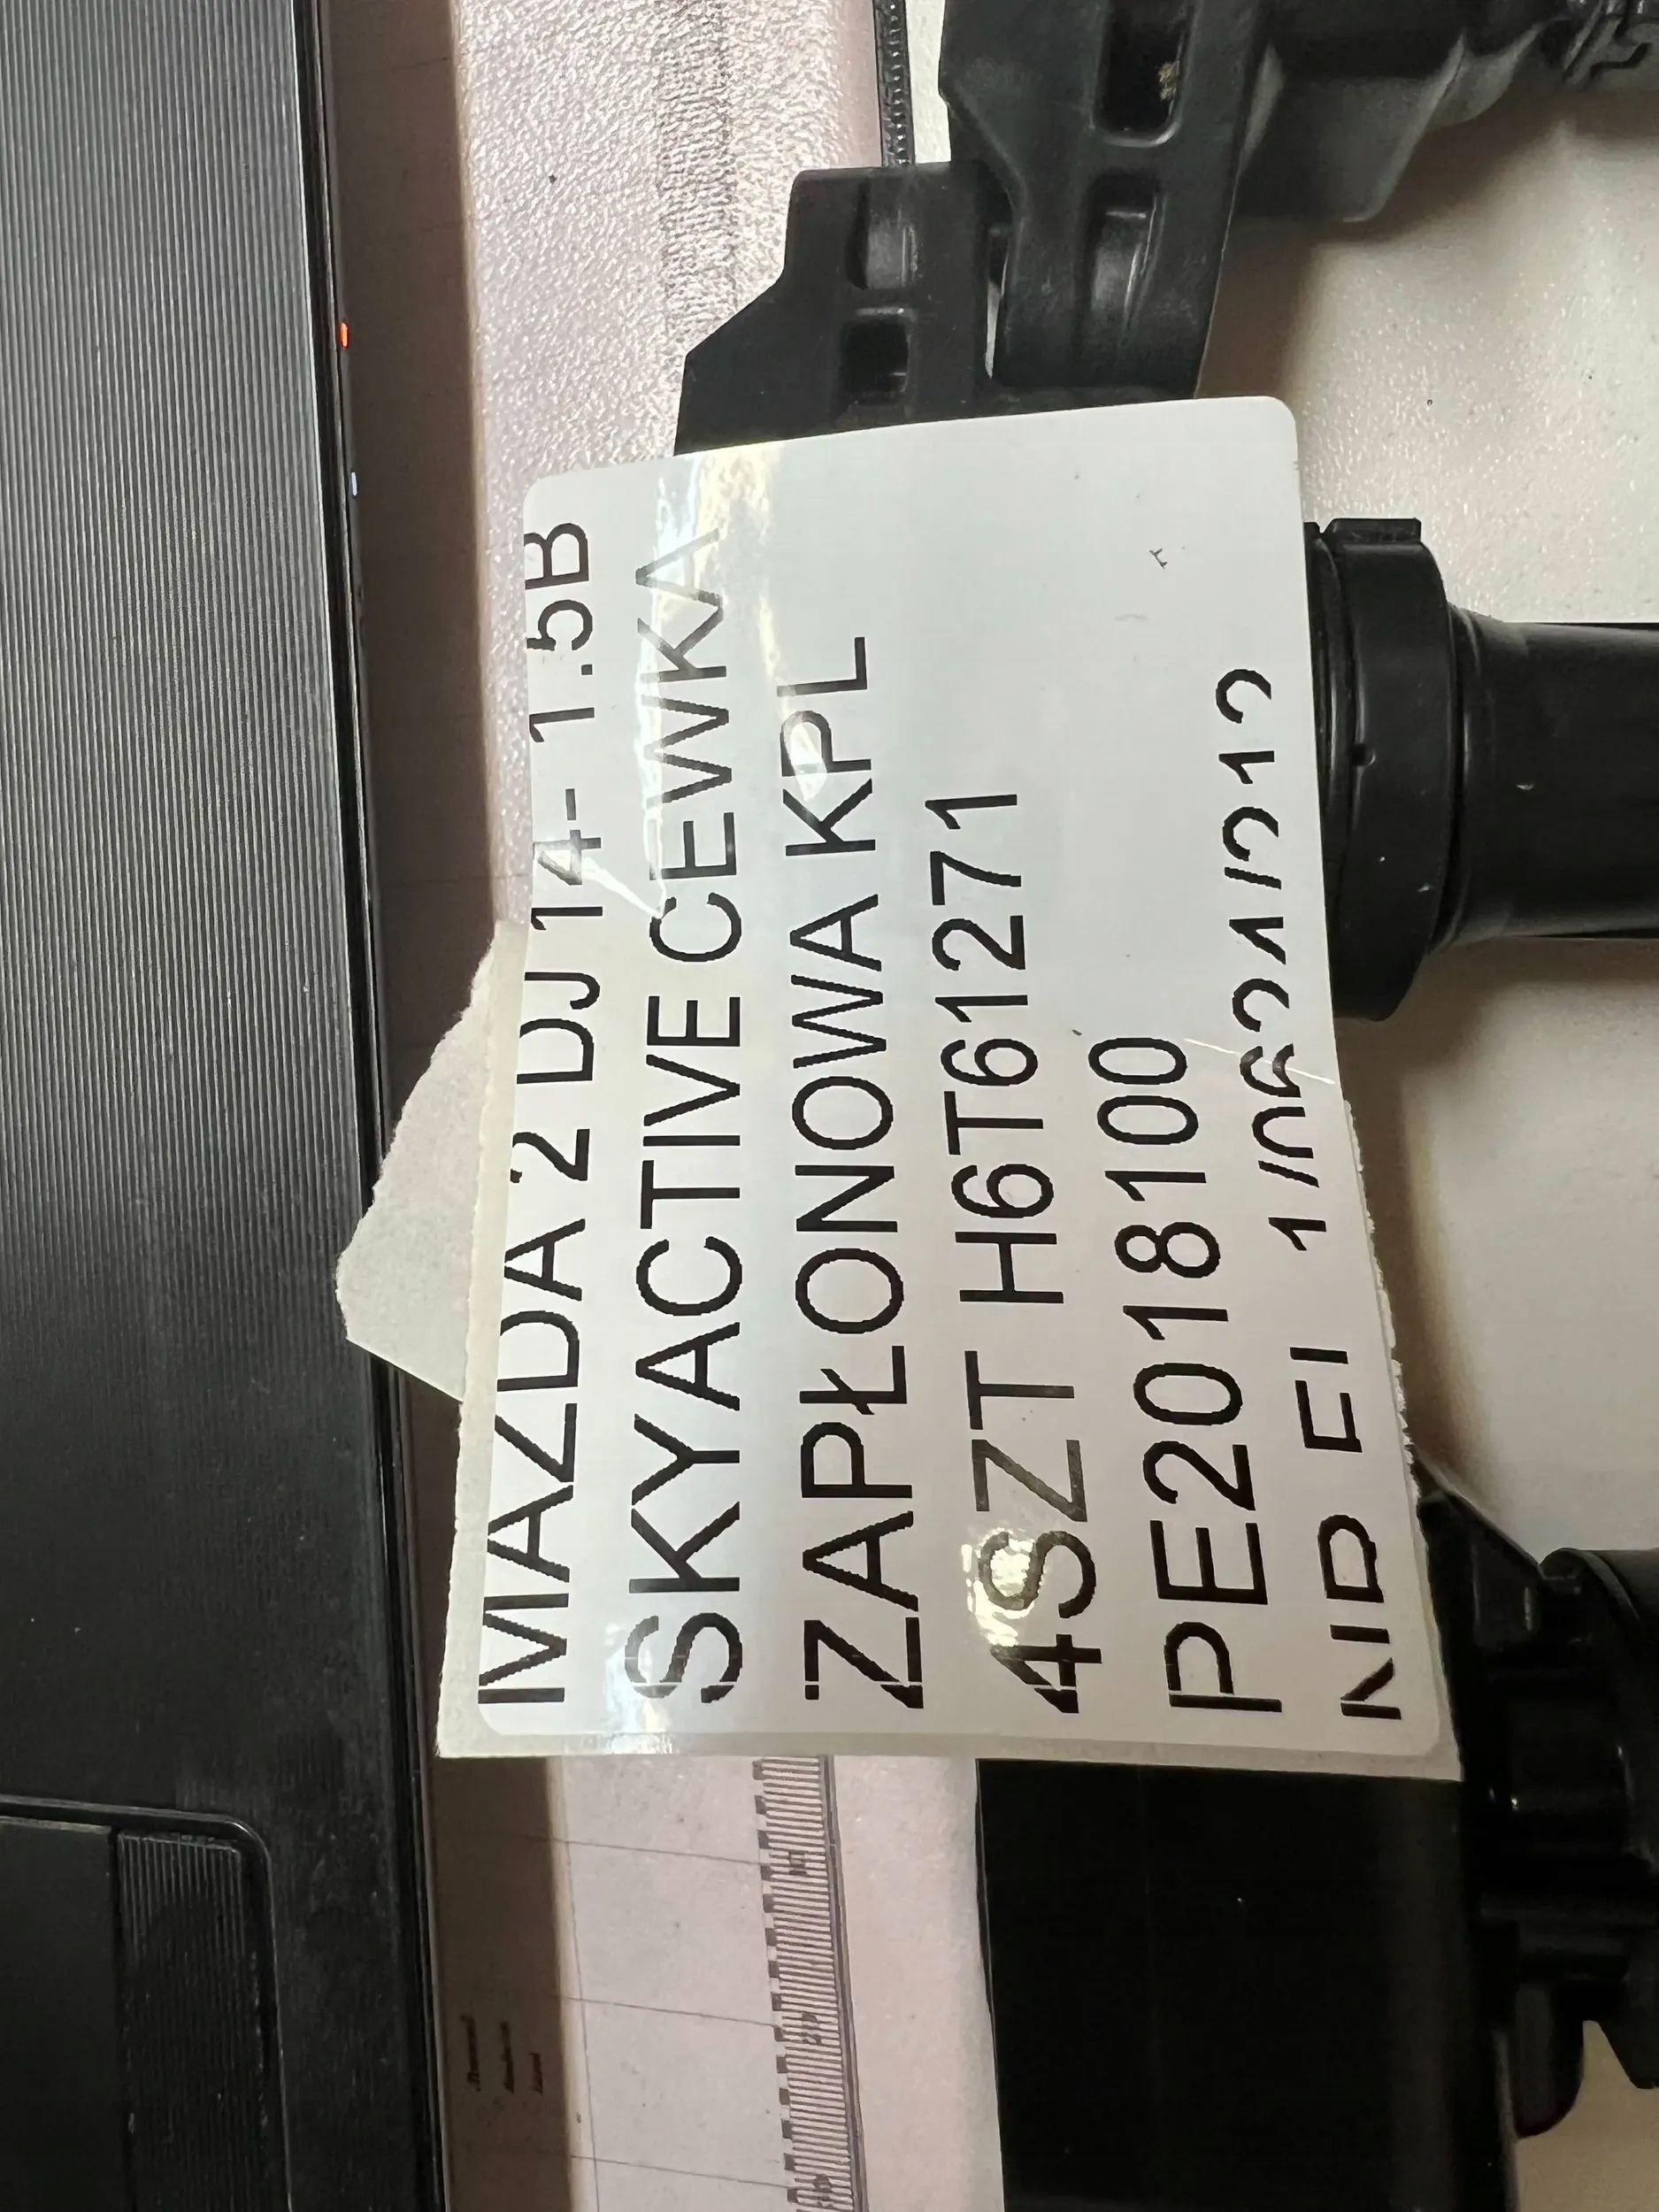 MAZDA 2 DJ 14- 1.5B
SKYACTIVE CEWKA
ZAPŁONOWA KPL
4SZT H6T61271
PE2018100